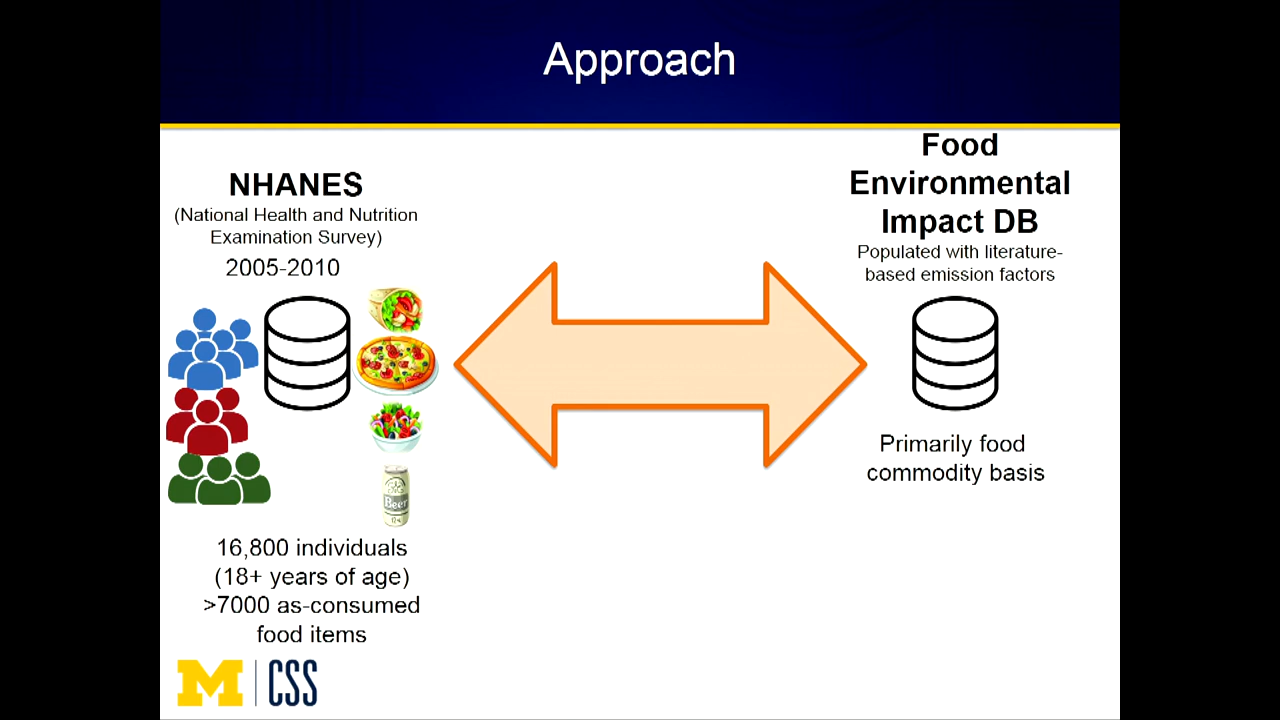 Approach
NHANES
(National Health and Nutrition
Examination Survey)
2005-2010
16,800 individuals
(18+ years of age)
>7000 as-consumed
food items
Food
Environmental
Impact DB
Populated with literature-
based emission factors
Primarily food
commodity basis
Beer
M CSS